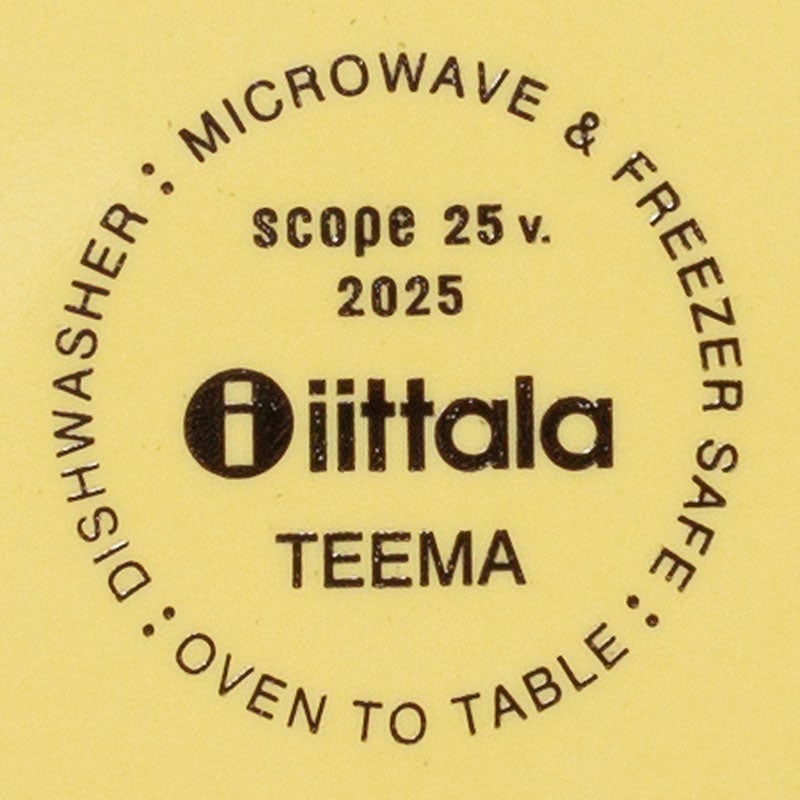 DISHWASHER : MICROWAVE & FREEZER SAFE : OVEN TO TABLE :
scope 25 v.
2025
i iittala
TEEMA